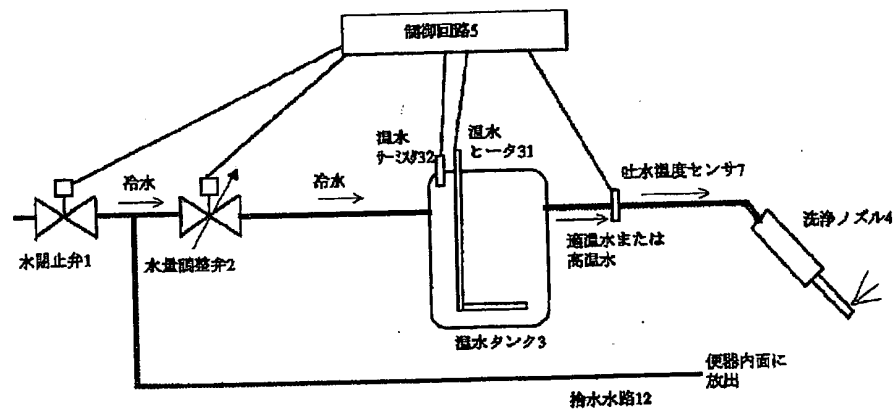 制御回路5
温水
サーミスタ32
温水
ヒータ31
冷水
冷水
吐水温度センサ7
洗浄ノズル4
適温水または
高温水
水閉止弁1
水量調整弁2
温水タンク3
便器内面に
放出
捨水水路12